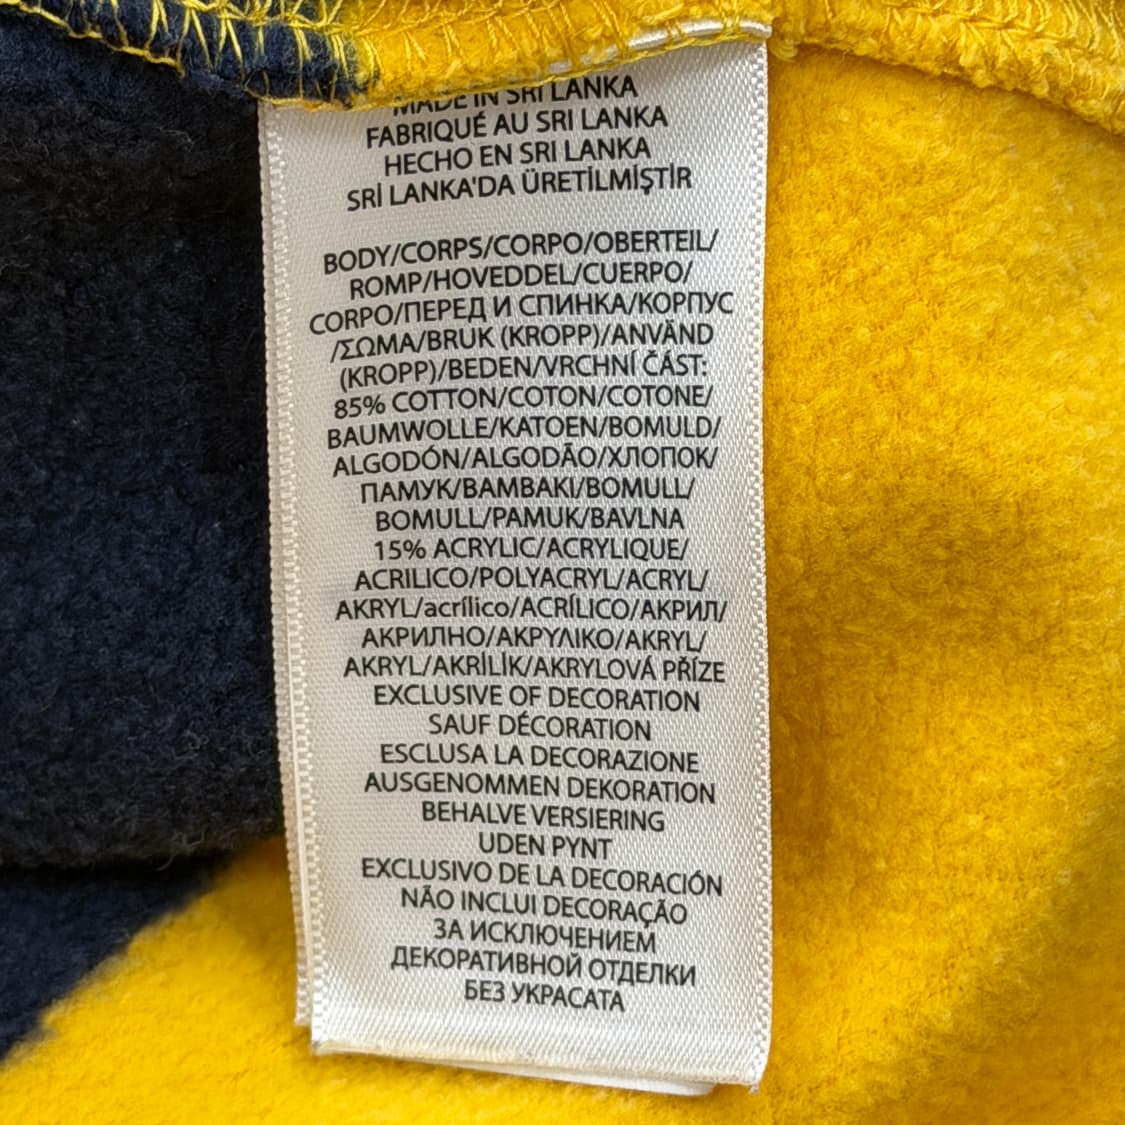 MADE IN SRI LANKA
FABRIQUÉ AU SRI LANKA
HECHO EN SRI LANKA
SRİ LANKA'DA ÜRETİLMİŞTİR
BODY/CORPS/CORPO/OBERTEIL/
ROMP/HOVEDDEL/CUERPO/
CORPO/ПЕРЕД И СПИНКА/КОРПУС
/ΣΩΜΑ/BRUK (KROPP)/ANVÄND
(KROPP)/BEDEN/VRCHNÍ ČÁST:
85% COTTON/COTON/COTONE/
BAUMWOLLE/KATOEN/BOMULD/
ALGODÓN/ALGODÃO/ХЛОПОК/
ПАМУК/BAMBAKI/BOMULL/
BOMULL/PAMUK/BAVLNA
15% ACRYLIC/ACRYLIQUE/
ACRILICO/POLYACRYL/ACRYL/
AKRYL/acrílico/ACRÍLICO/АКРИЛ/
АКРИЛНО/ΑΚΡΥΛΙΚΟ/AKRYL/
AKRYL/AKRİLİK/AKRYLOVÁ PŘÍZE
EXCLUSIVE OF DECORATION
SAUF DÉCORATION
ESCLUSA LA DECORAZIONE
AUSGENOMMEN DEKORATION
BEHALVE VERSIERING
UDEN PYNT
EXCLUSIVO DE LA DECORACIÓN
NÃO INCLUI DECORAÇÃO
ЗА ИСКЛЮЧЕНИЕМ
ДЕКОРАТИВНОЙ ОТДЕЛКИ
БЕЗ УКРАСАТА